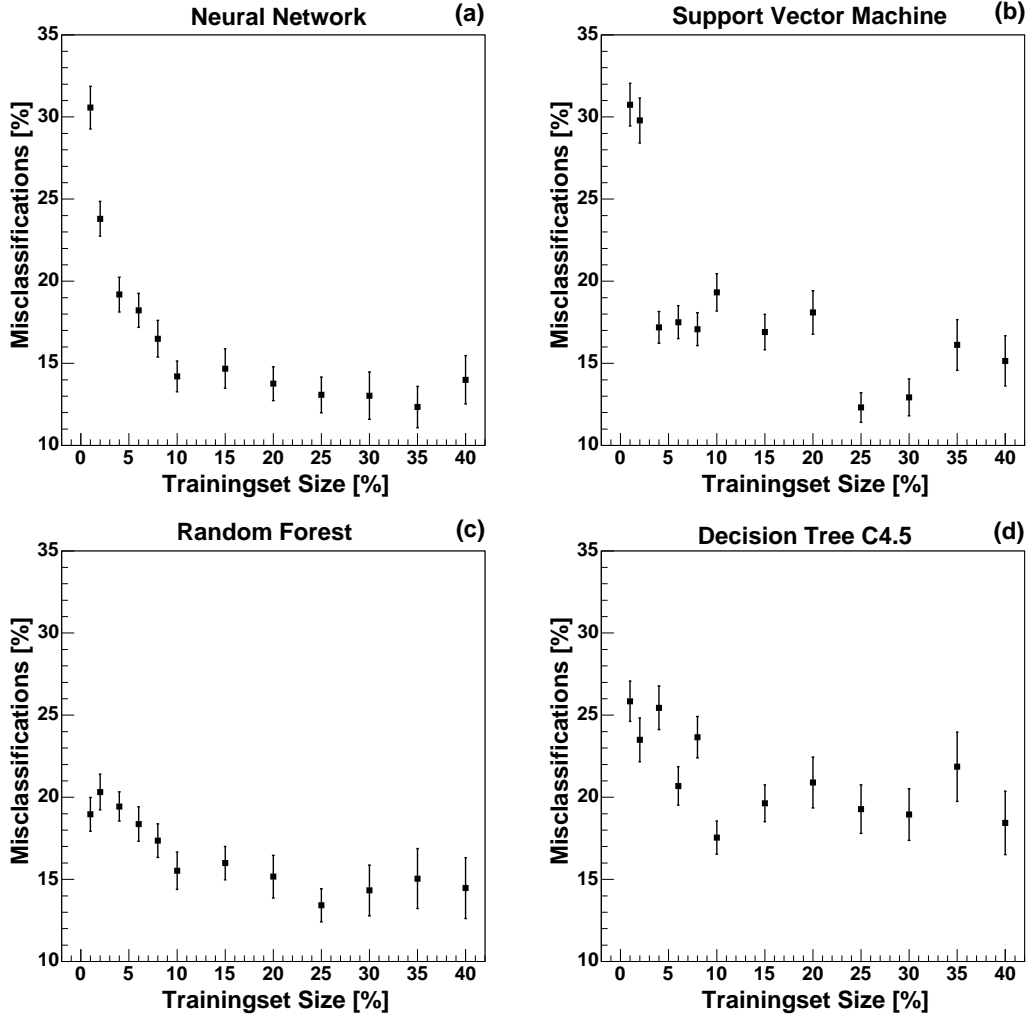 Neural Network (a)
35
30
25
20
15
10
Misclassifications [%]
0 5 10 15 20 25 30 35 40
Trainingset Size [%]
Support Vector Machine (b)
35
30
25
20
15
10
Misclassifications [%]
0 5 10 15 20 25 30 35 40
Trainingset Size [%]
Random Forest (c)
35
30
25
20
15
10
Misclassifications [%]
0 5 10 15 20 25 30 35 40
Trainingset Size [%]
Decision Tree C4.5 (d)
35
30
25
20
15
10
Misclassifications [%]
0 5 10 15 20 25 30 35 40
Trainingset Size [%]